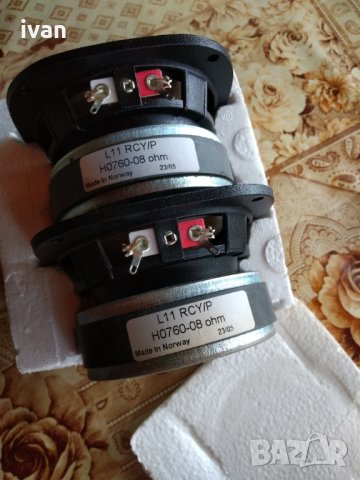 ivan
L11 RCY/P
H0760-08 ohm
Made in Norway 23/05
L11 RCY/P
H0760-08 ohm
Made in Norway 23/05
BAZAR